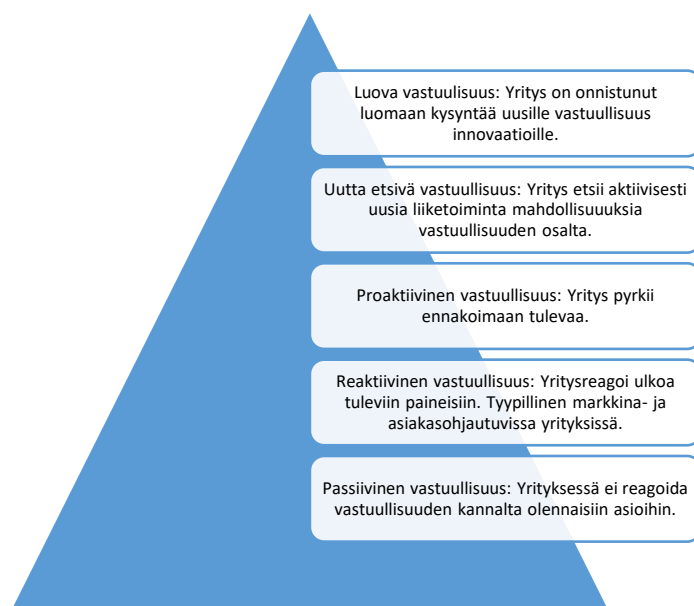 Luova vastuulisuus: Yritys on onnistunut
luomaan kysyntää uusille vastuullisuus
innovaatioille.
Uutta etsivä vastuullisuus: Yritys etsii aktiivisesti
uusia liiketoiminta mahdollisuuksia
vastuullisuuden osalta.
Proaktiivinen vastuullisuus: Yritys pyrkii
ennakoimaan tulevaa.
Reaktiivinen vastuullisuus: Yritysreagoi ulkoa
tuleviin paineisiin. Tyypillinen markkina- ja
asiakasohjautuvissa yrityksissä.
Passiivinen vastuullisuus: Yrityksessä ei reagoida
vastuullisuuden kannalta olennaisiin asioihin.